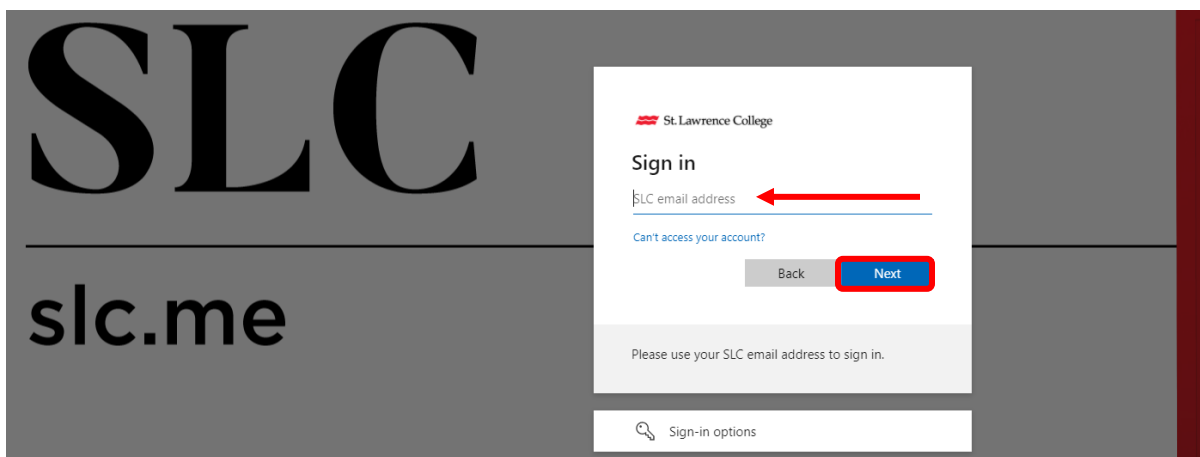 SLC
slc.me
St. Lawrence College
Sign in
SLC email address
Can't access your account?
Back
Next
Please use your SLC email address to sign in.
Sign-in options